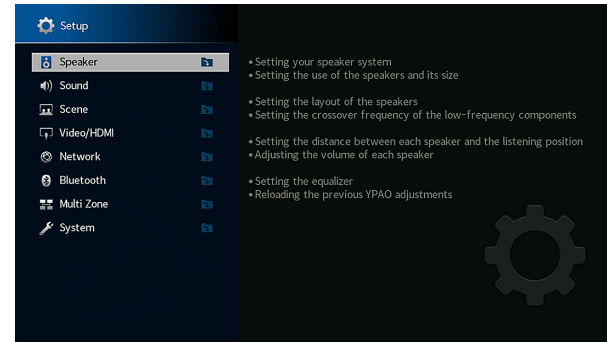 Setup
Speaker
Sound
Scene
Video/HDMI
Network
Bluetooth
Multi Zone
System
• Setting your speaker system
• Setting the use of the speakers and its size
• Setting the layout of the speakers
• Setting the crossover frequency of the low-frequency components
• Setting the distance between each speaker and the listening position
• Adjusting the volume of each speaker
• Setting the equalizer
• Reloading the previous YPAO adjustments